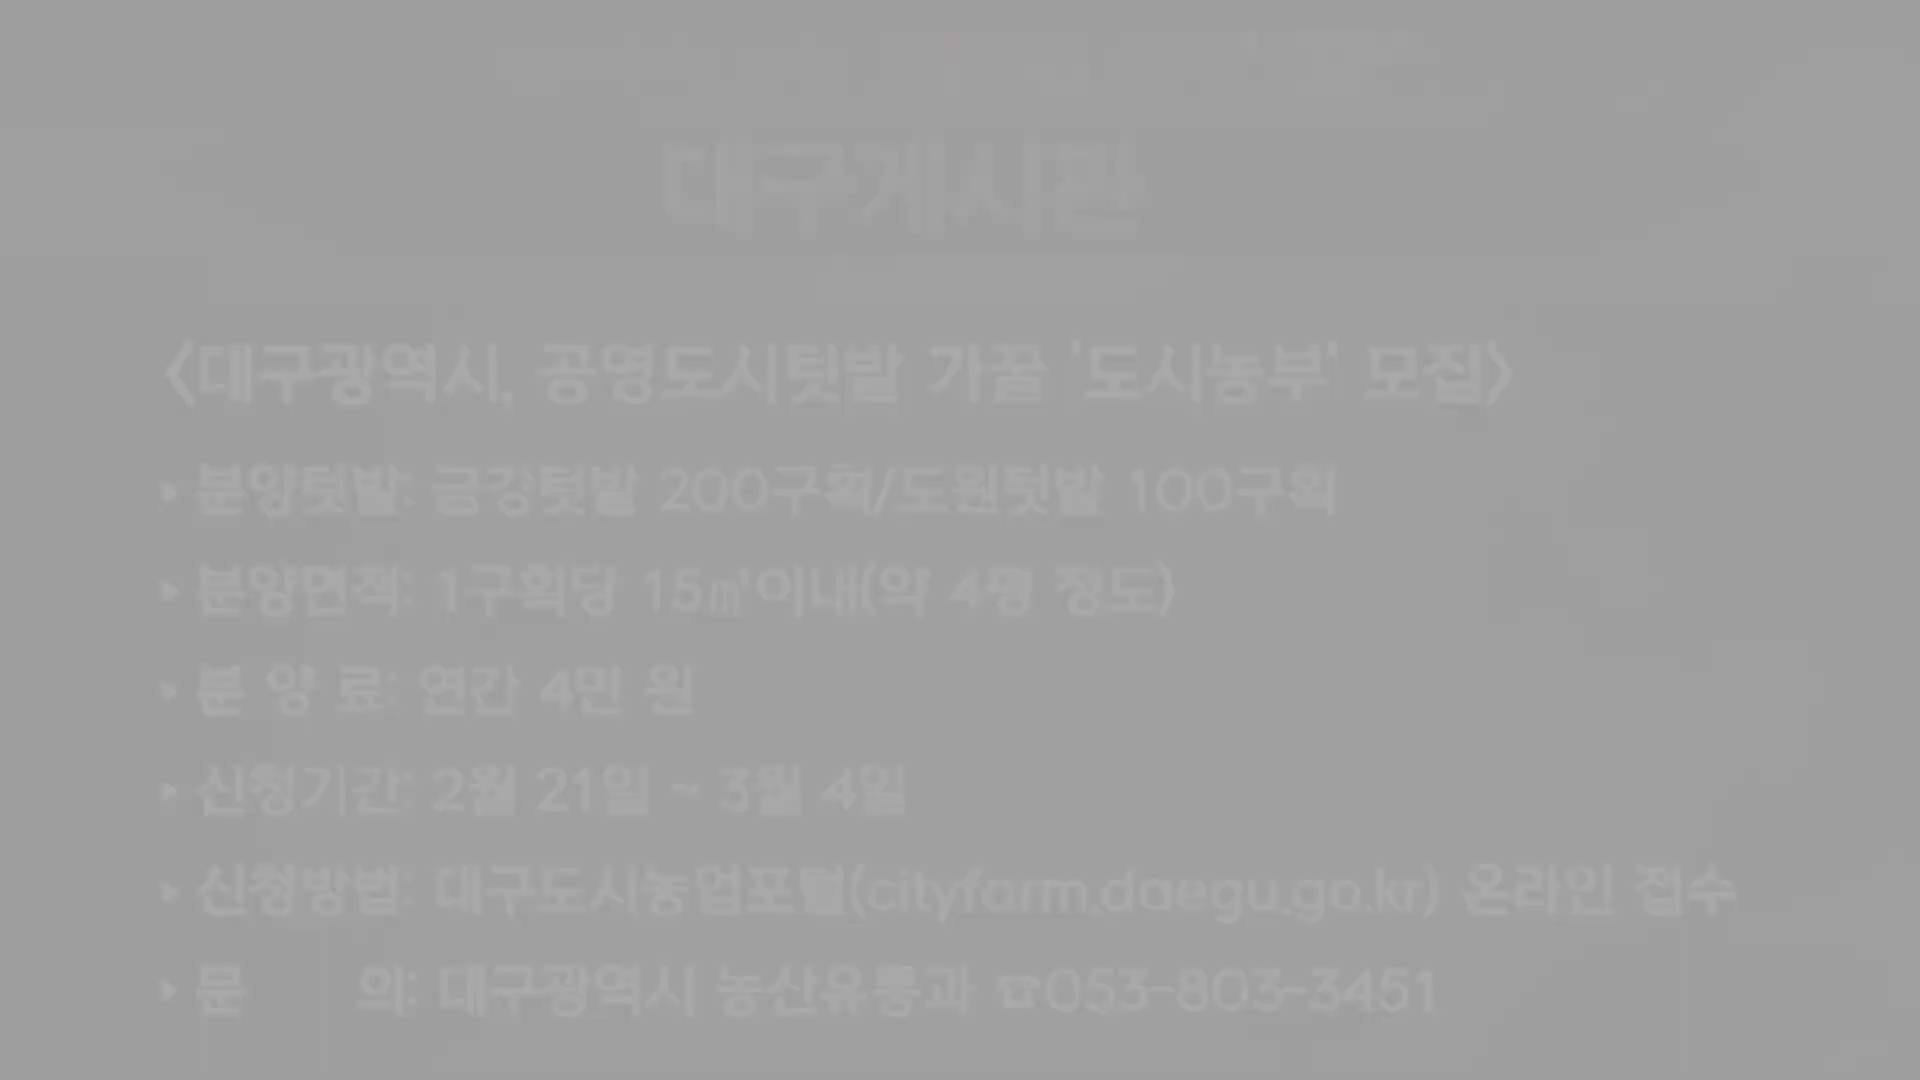 대구게시판
<대구광역시, 공영도시텃밭 가꿀 '도시농부' 모집>
▸ 분양텃밭: 금강텃밭 200구획/도원텃밭 100구획
▸ 분양면적: 1구획당 15㎡이내(약 4평 정도)
▸ 분 양 료: 연간 4만 원
▸ 신청기간: 2월 21일 ~ 3월 4일
▸ 신청방법: 대구도시농업포털(cityfarm.daegu.go.kr) 온라인 접수
▸ 문 의: 대구광역시 농산유통과 ☎053-803-3451